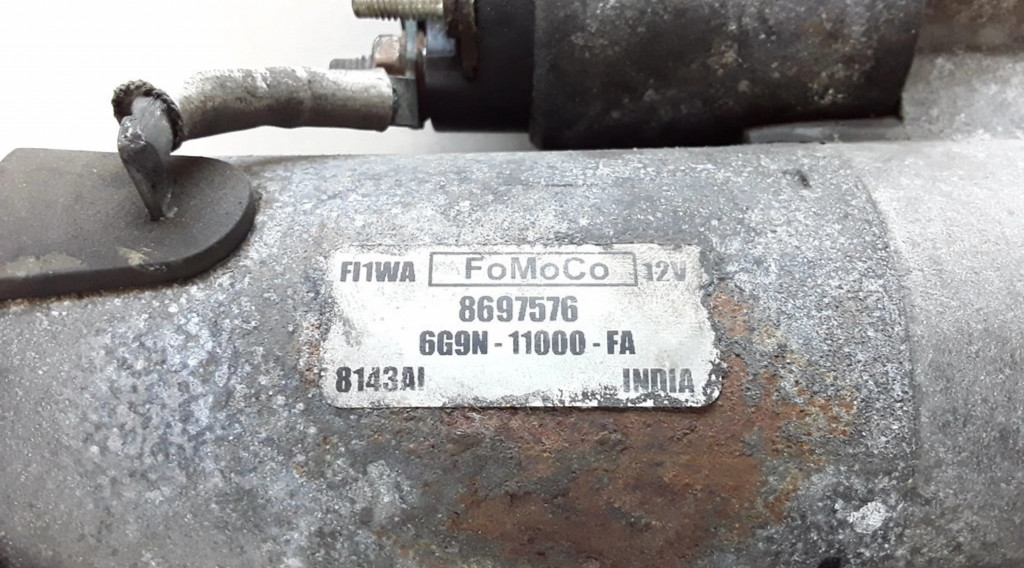 FI1WA FoMoCo 12V
8697576
6G9N - 11000 - FA
8143AI INDIA